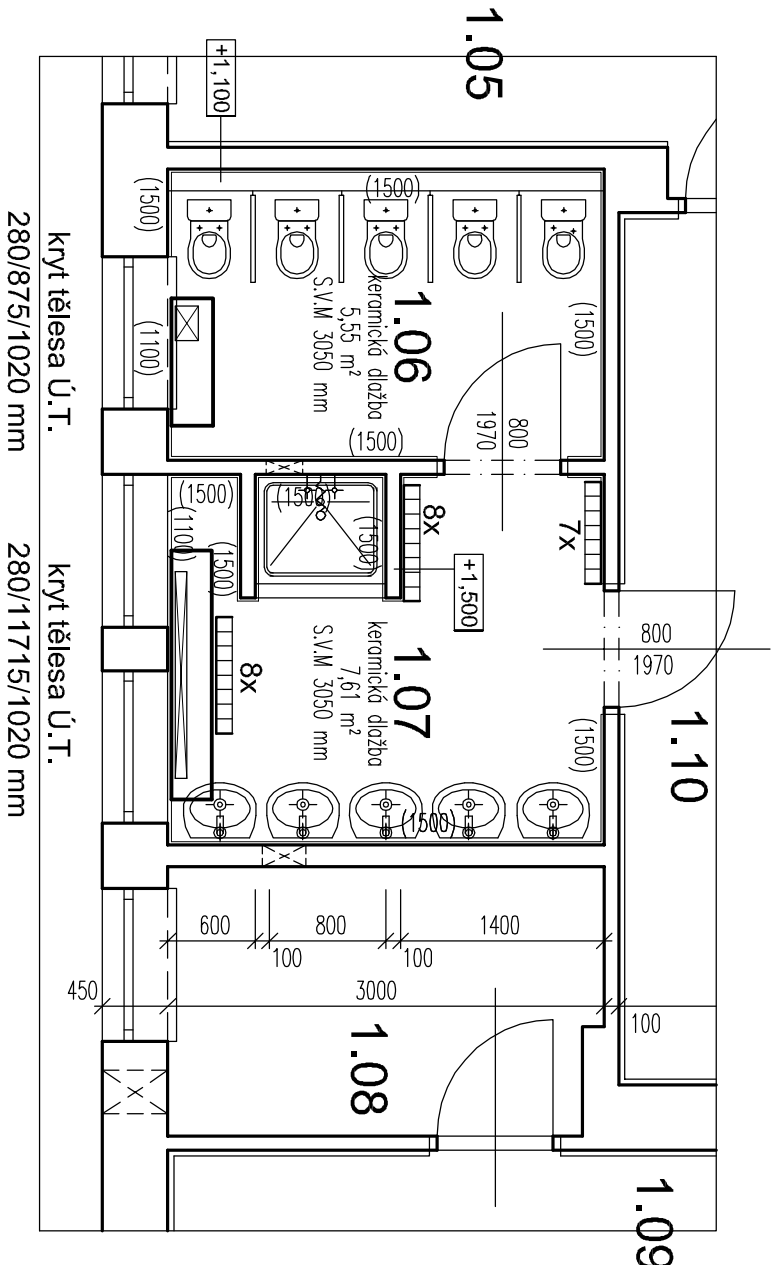 1.05
+1,100
(1500)
(1500)
(1500)
(1100)
(1500)
1.06
keramická dlažba
5,55 m²
S.V.M 3050 mm
800
1970
kryt tělesa Ú.T.
280/875/1020 mm
(1500)
(1100)
(1500)
(1500)
(1500)
8x
7x
+1,500
800
1970
1.07
keramická dlažba
7,61 m²
S.V.M 3050 mm
8x
(1500)
(1500)
1.10
kryt tělesa Ú.T.
280/11715/1020 mm
600
100
800
100
1400
450
3000
100
1.08
1.09